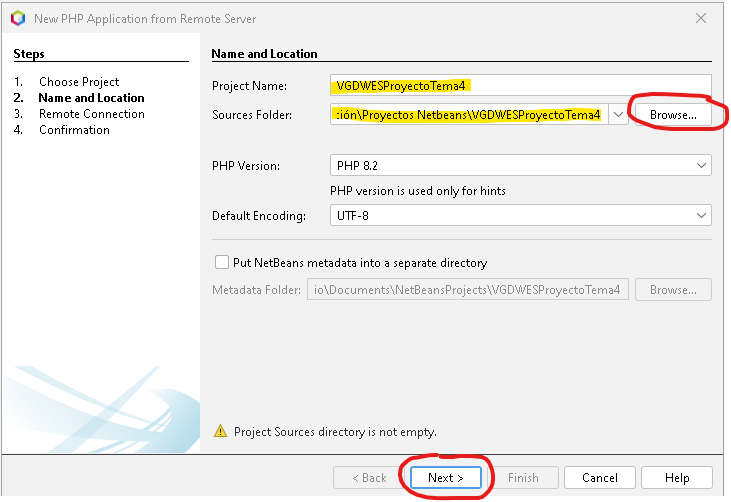 New PHP Application from Remote Server
Steps
1. Choose Project
2. Name and Location
3. Remote Connection
4. Confirmation
Name and Location
Project Name: VGDWESProyectoTema4
Sources Folder: :ión\Proyectos Netbeans\VGDWESProyectoTema4 Browse...
PHP Version: PHP 8.2
PHP version is used only for hints
Default Encoding: UTF-8
Put NetBeans metadata into a separate directory
Metadata Folder: io\Documents\NetBeansProjects\VGDWESProyectoTema4 Browse...
Project Sources directory is not empty.
< Back Next > Finish Cancel Help